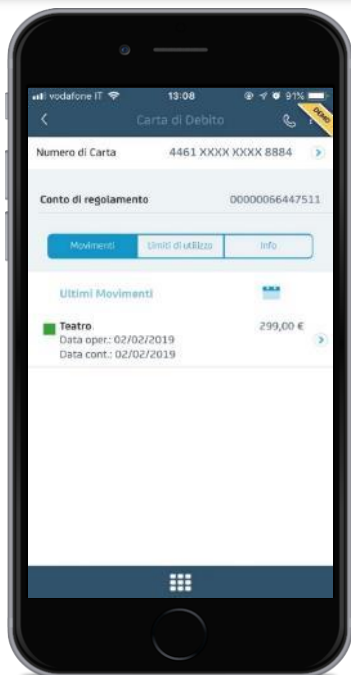 vodafone IT 13:08 91%
DEMO
Carta di Debito
Numero di Carta 4461 XXXX XXXX 8884
Conto di regolamento 00000066447511
Movimenti Limiti di utilizzo Info
Ultimi Movimenti
Teatro 299,00 €
Data oper.: 02/02/2019
Data cont.: 02/02/2019